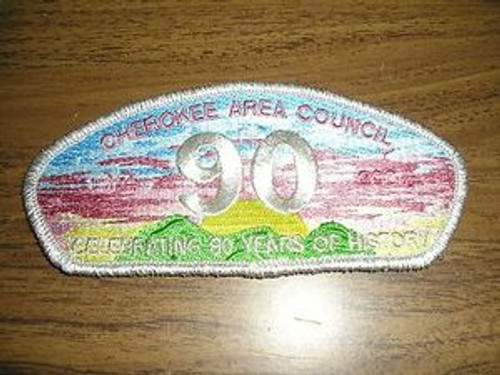 CHEROKEE AREA COUNCIL
90
CELEBRATING 90 YEARS OF HISTORY